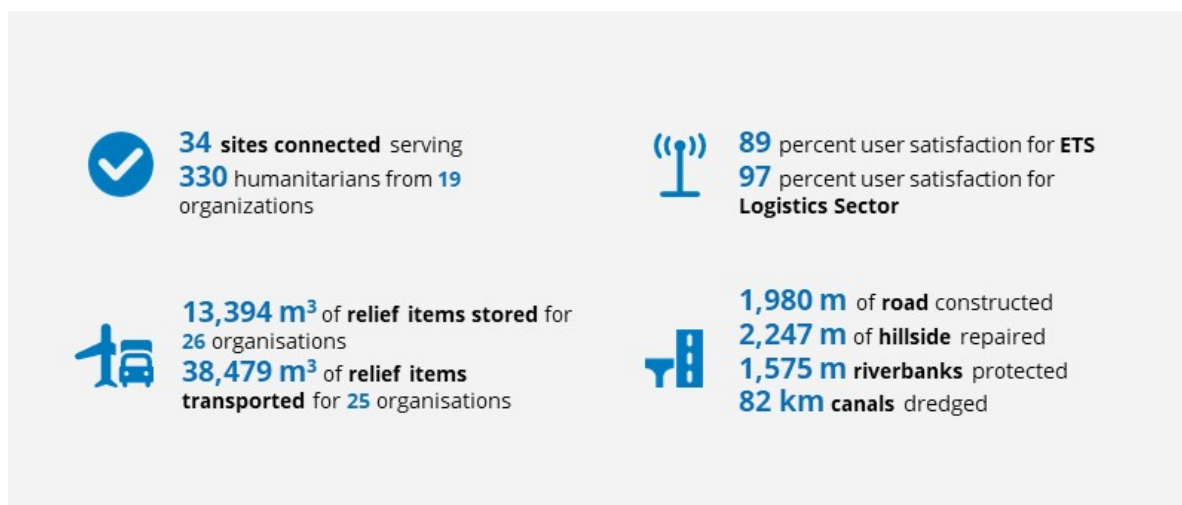 34 sites connected serving
330 humanitarians from 19
organizations
89 percent user satisfaction for ETS
97 percent user satisfaction for
Logistics Sector
13,394 m³ of relief items stored for
26 organisations
38,479 m³ of relief items
transported for 25 organisations
1,980 m of road constructed
2,247 m of hillside repaired
1,575 m riverbanks protected
82 km canals dredged